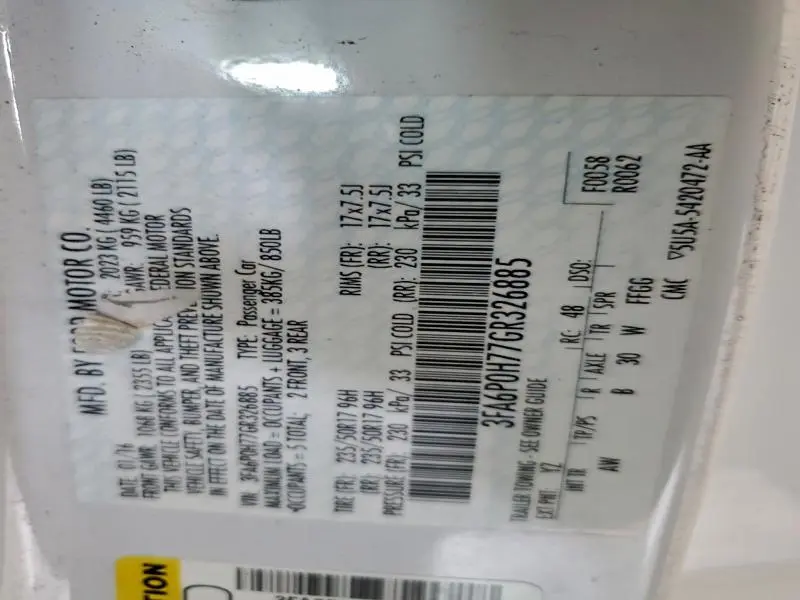 MFD. BY FORD MOTOR CO.
DATE: 01/16 2023 KG ( 4460 LB)
FRONT GAWR: 1068 KG ( 2355 LB) GAWR: 959 KG ( 2115 LB)
THIS VEHICLE CONFORMS TO ALL APPLICA FEDERAL MOTOR
VEHICLE SAFETY, BUMPER, AND THEFT PREVENTION STANDARDS
IN EFFECT ON THE DATE OF MANUFACTURE SHOWN ABOVE.
VIN: 3FA6P0H77GR326885 TYPE: Passenger Car
MAXIMUM LOAD = OCCUPANTS + LUGGAGE = 385KG/ 850LB
OCCUPANTS = 5 TOTAL; 2 FRONT, 3 REAR
TIRE (FR): 235/50R17 96H RIMS (FR): 17x7.5J
(RR): 235/50R17 96H (RR): 17x7.5J
PRESSURE (FR): 230 kPa/ 33 PSI COLD (RR): 230 kPa/ 33 PSI COLD
3FA6P0H77GR326885
TRAILER TOWING - SEE OWNER GUIDE
F0058
R0062
EXT PNT: YZ RC: 48 DSO:
INT TR TP/PS R AXLE TR SPR
AW B 30 W FFGG
CMC ▽5U5A-5420472-AA